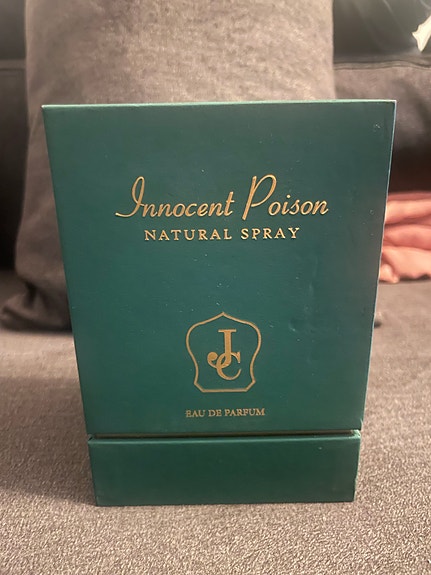 Innocent Poison
NATURAL SPRAY
JC
EAU DE PARFUM